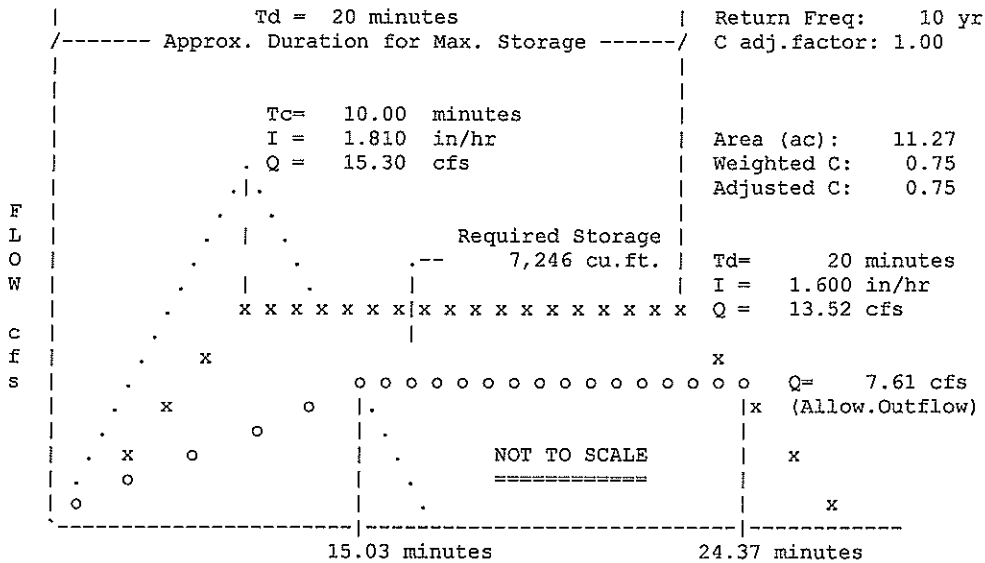 Td = 20 minutes
Return Freq: 10 yr
/------- Approx. Duration for Max. Storage ------/
C adj.factor: 1.00
Tc= 10.00 minutes
I = 1.810 in/hr
Q = 15.30 cfs
Area (ac): 11.27
Weighted C: 0.75
Adjusted C: 0.75
FLOW cfs
Required Storage
7,246 cu.ft.
Td= 20 minutes
I = 1.600 in/hr
Q = 13.52 cfs
Q= 7.61 cfs
(Allow.Outflow)
NOT TO SCALE
============
15.03 minutes
24.37 minutes